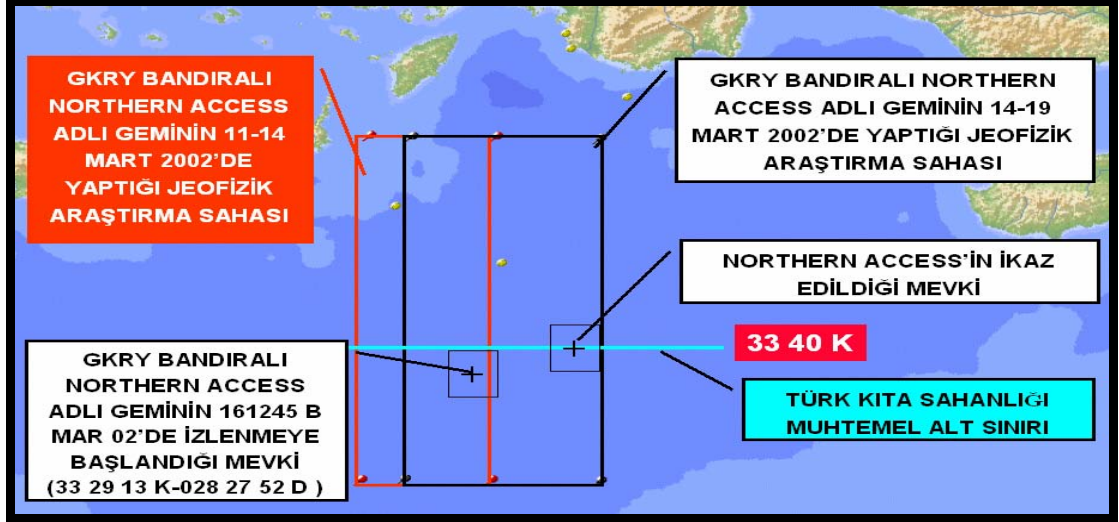 GKRY BANDIRALI
NORTHERN ACCESS
ADLI GEMİNİN 11-14
MART 2002’DE
YAPTIĞI JEOFİZİK
ARAŞTIRMA SAHASI
GKRY BANDIRALI NORTHERN
ACCESS ADLI GEMİNİN 14-19
MART 2002’DE YAPTIĞI JEOFİZİK
ARAŞTIRMA SAHASI
NORTHERN ACCESS’İN İKAZ
EDİLDİĞİ MEVKİ
33 40 K
GKRY BANDIRALI
NORTHERN ACCESS
ADLI GEMİNİN 161245 B
MAR 02’DE İZLENMEYE
BAŞLANDIĞI MEVKİ
(33 29 13 K-028 27 52 D )
TÜRK KITA SAHANLIĞI
MUHTEMEL ALT SINIRI